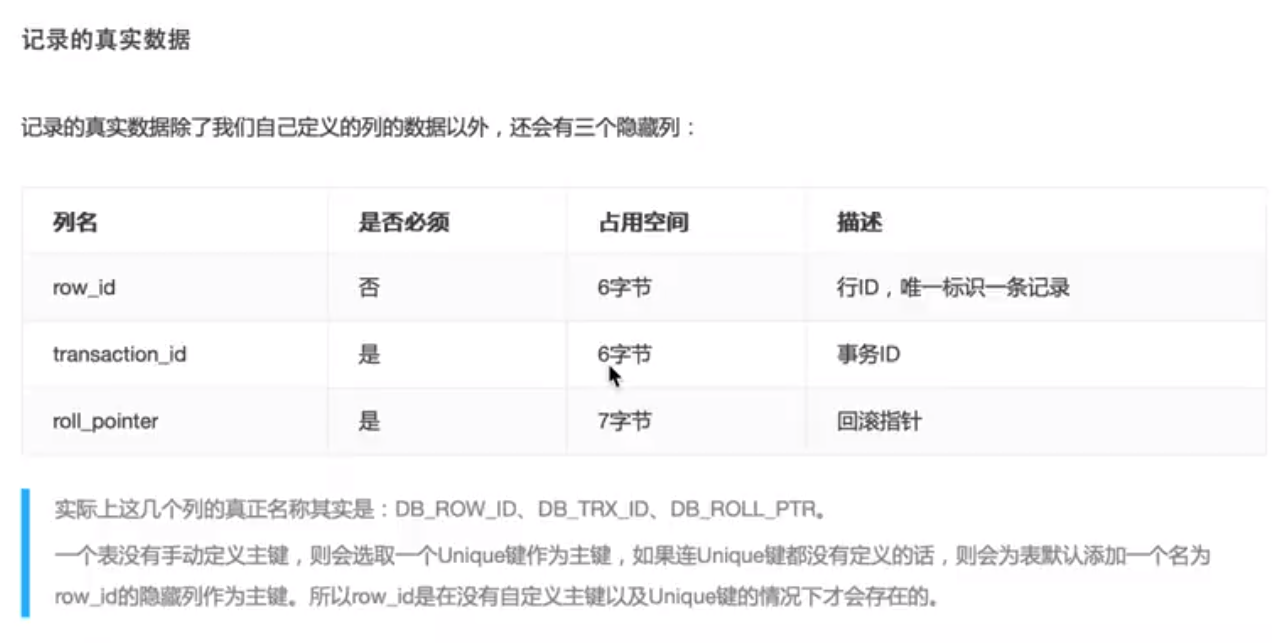 记录的真实数据
记录的真实数据除了我们自己定义的列的数据以外，还会有三个隐藏列：
列名 是否必须 占用空间 描述
row_id 否 6字节 行ID，唯一标识一条记录
transaction_id 是 6字节 事务ID
roll_pointer 是 7字节 回滚指针
实际上这几个列的真正名称其实是：DB_ROW_ID、DB_TRX_ID、DB_ROLL_PTR。
一个表没有手动定义主键，则会选取一个Unique键作为主键，如果连Unique键都没有定义的话，则会为表默认添加一个名为
row_id的隐藏列作为主键。所以row_id是在没有自定义主键以及Unique键的情况下才会存在的。